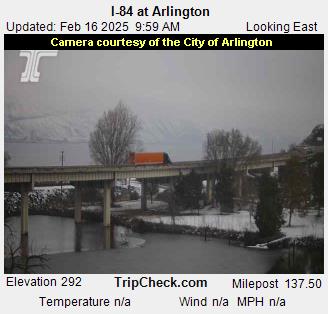 I-84 at Arlington
Updated: Feb 16 2025 9:59 AM Looking East
Camera courtesy of the City of Arlington
Elevation 292 TripCheck.com Milepost 137.50
Temperature n/a Wind n/a MPH n/a